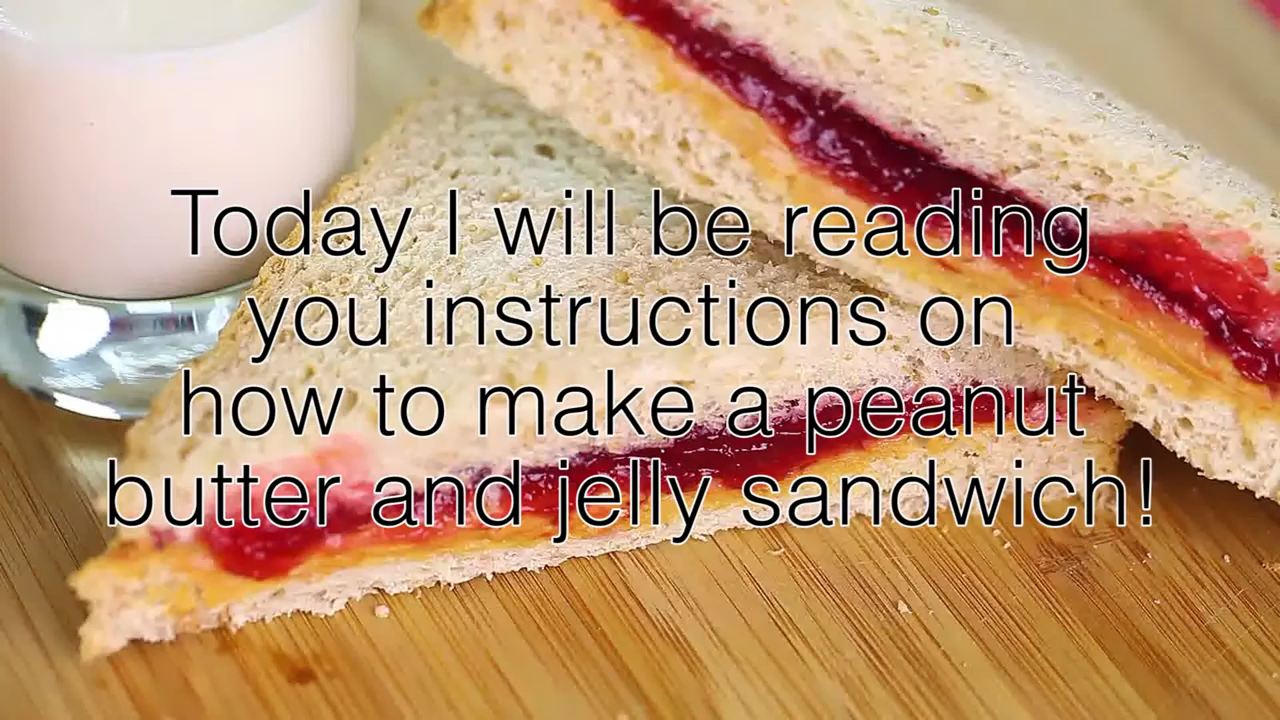 Today I will be reading
you instructions on
how to make a peanut
butter and jelly sandwich!